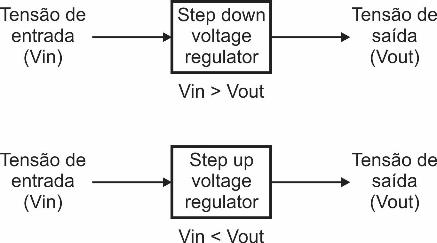 Tensão de
entrada
(Vin)
Step down
voltage
regulator
Tensão de
saída
(Vout)
Vin > Vout
Tensão de
entrada
(Vin)
Step up
voltage
regulator
Tensão de
saída
(Vout)
Vin < Vout